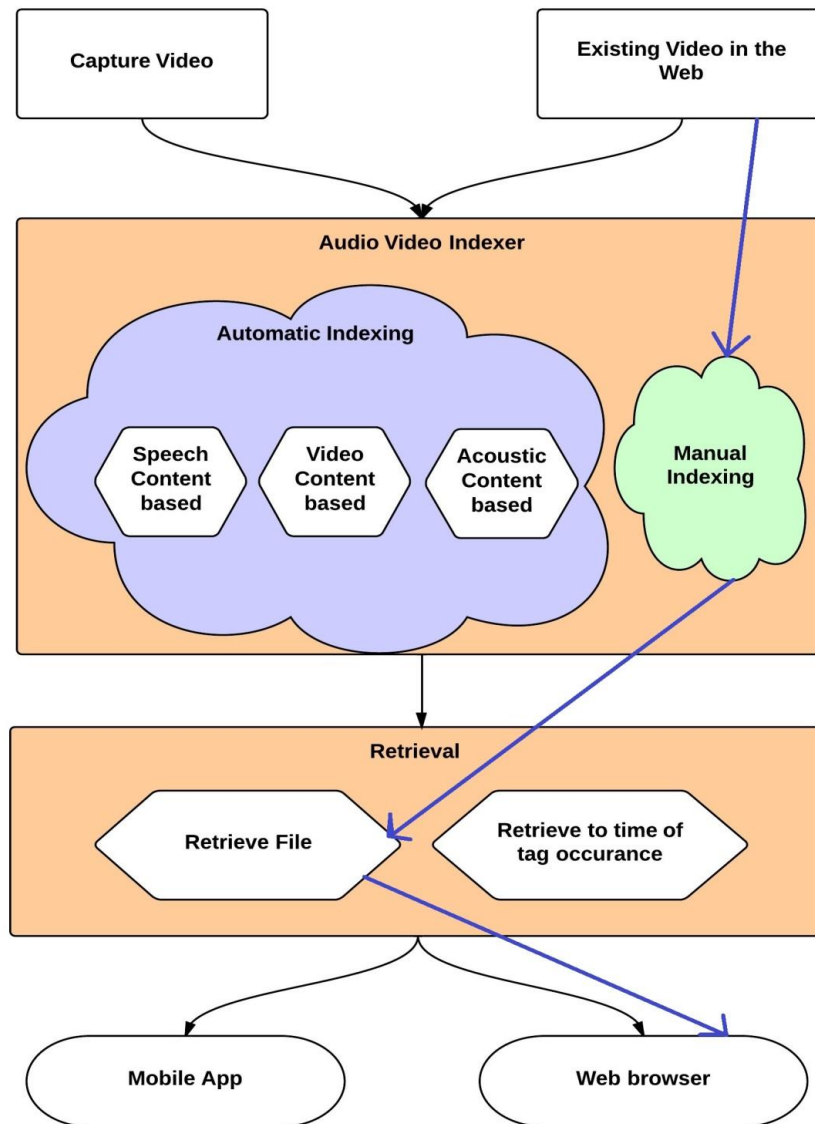 Capture Video
Existing Video in the
Web
Audio Video Indexer
Automatic Indexing
Speech
Content
based
Video
Content
based
Acoustic
Content
based
Manual
Indexing
Retrieval
Retrieve File
Retrieve to time of
tag occurance
Mobile App
Web browser